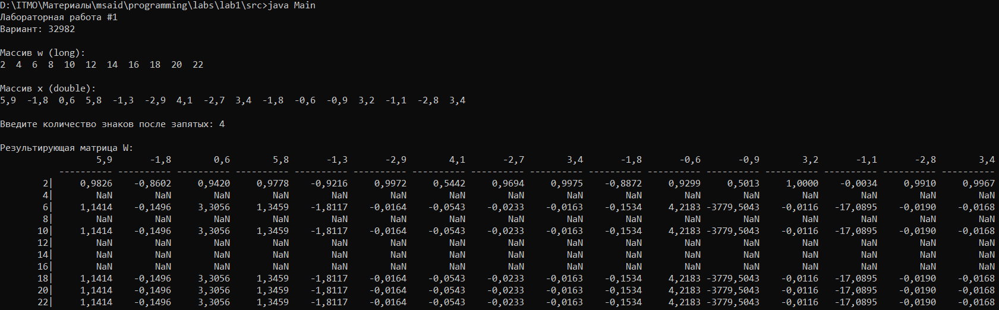 D:\ITMO\Материалы\msaid\programming\labs\lab1\src>java Main
Лабораторная работа #1
Вариант: 32982
Массив w (long):
2  4  6  8  10  12  14  16  18  20  22
Массив x (double):
5,9  -1,8  0,6  5,8  -1,3  -2,9  4,1  -2,7  3,4  -1,8  -0,6  -0,9  3,2  -1,1  -2,8  3,4
Введите количество знаков после запятых: 4
Результирующая матрица W:
5,9 -1,8 0,6 5,8 -1,3 -2,9 4,1 -2,7 3,4 -1,8 -0,6 -0,9 3,2 -1,1 -2,8 3,4
---------- ---------- ---------- ---------- ---------- ---------- ---------- ---------- ---------- ---------- ---------- ---------- ---------- ---------- ---------- ----------
2| 0,9826 -0,8602 0,9420 0,9778 -0,9216 0,9972 0,5442 0,9694 0,9975 -0,8872 0,9299 0,5013 1,0000 -0,0034 0,9910 0,9967
4| NaN NaN NaN NaN NaN NaN NaN NaN NaN NaN NaN NaN NaN NaN NaN NaN
6| 1,1414 -0,1496 3,3056 1,3459 -1,8117 -0,0164 -0,0543 -0,0233 -0,0163 -0,1534 4,2183 -3779,5043 -0,0116 -17,0895 -0,0190 -0,0168
8| NaN NaN NaN NaN NaN NaN NaN NaN NaN NaN NaN NaN NaN NaN NaN NaN
10| 1,1414 -0,1496 3,3056 1,3459 -1,8117 -0,0164 -0,0543 -0,0233 -0,0163 -0,1534 4,2183 -3779,5043 -0,0116 -17,0895 -0,0190 -0,0168
12| NaN NaN NaN NaN NaN NaN NaN NaN NaN NaN NaN NaN NaN NaN NaN NaN
14| NaN NaN NaN NaN NaN NaN NaN NaN NaN NaN NaN NaN NaN NaN NaN NaN
16| NaN NaN NaN NaN NaN NaN NaN NaN NaN NaN NaN NaN NaN NaN NaN NaN
18| 1,1414 -0,1496 3,3056 1,3459 -1,8117 -0,0164 -0,0543 -0,0233 -0,0163 -0,1534 4,2183 -3779,5043 -0,0116 -17,0895 -0,0190 -0,0168
20| 1,1414 -0,1496 3,3056 1,3459 -1,8117 -0,0164 -0,0543 -0,0233 -0,0163 -0,1534 4,2183 -3779,5043 -0,0116 -17,0895 -0,0190 -0,0168
22| 1,1414 -0,1496 3,3056 1,3459 -1,8117 -0,0164 -0,0543 -0,0233 -0,0163 -0,1534 4,2183 -3779,5043 -0,0116 -17,0895 -0,0190 -0,0168